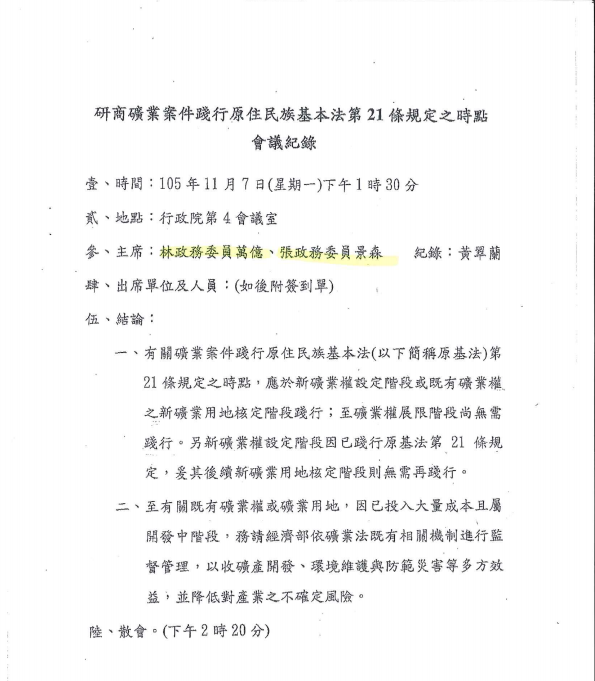 研商礦業案件踐行原住民族基本法第 21 條規定之時點
會議紀錄
壹、時間：105 年 11 月 7 日(星期一)下午 1 時 30 分
貳、地點：行政院第 4 會議室
參、主席：林政務委員萬億、張政務委員景森 紀錄：黃翠蘭
肆、出席單位及人員：(如後附簽到單)
伍、結論：
一、有關礦業案件踐行原住民族基本法(以下簡稱原基法)第
21 條規定之時點，應於新礦業權設定階段或既有礦業權
之新礦業用地核定階段踐行；至礦業權展限階段尚無需
踐行。另新礦業權設定階段因已踐行原基法第 21 條規
定，爰其後續新礦業用地核定階段則無需再踐行。
二、至有關既有礦業權或礦業用地，因已投入大量成本且屬
開發中階段，務請經濟部依礦業法既有相關機制進行監
督管理，以收礦產開發、環境維護與防範災害等多方效
益，並降低對產業之不確定風險。
陸、散會。(下午 2 時 20 分)